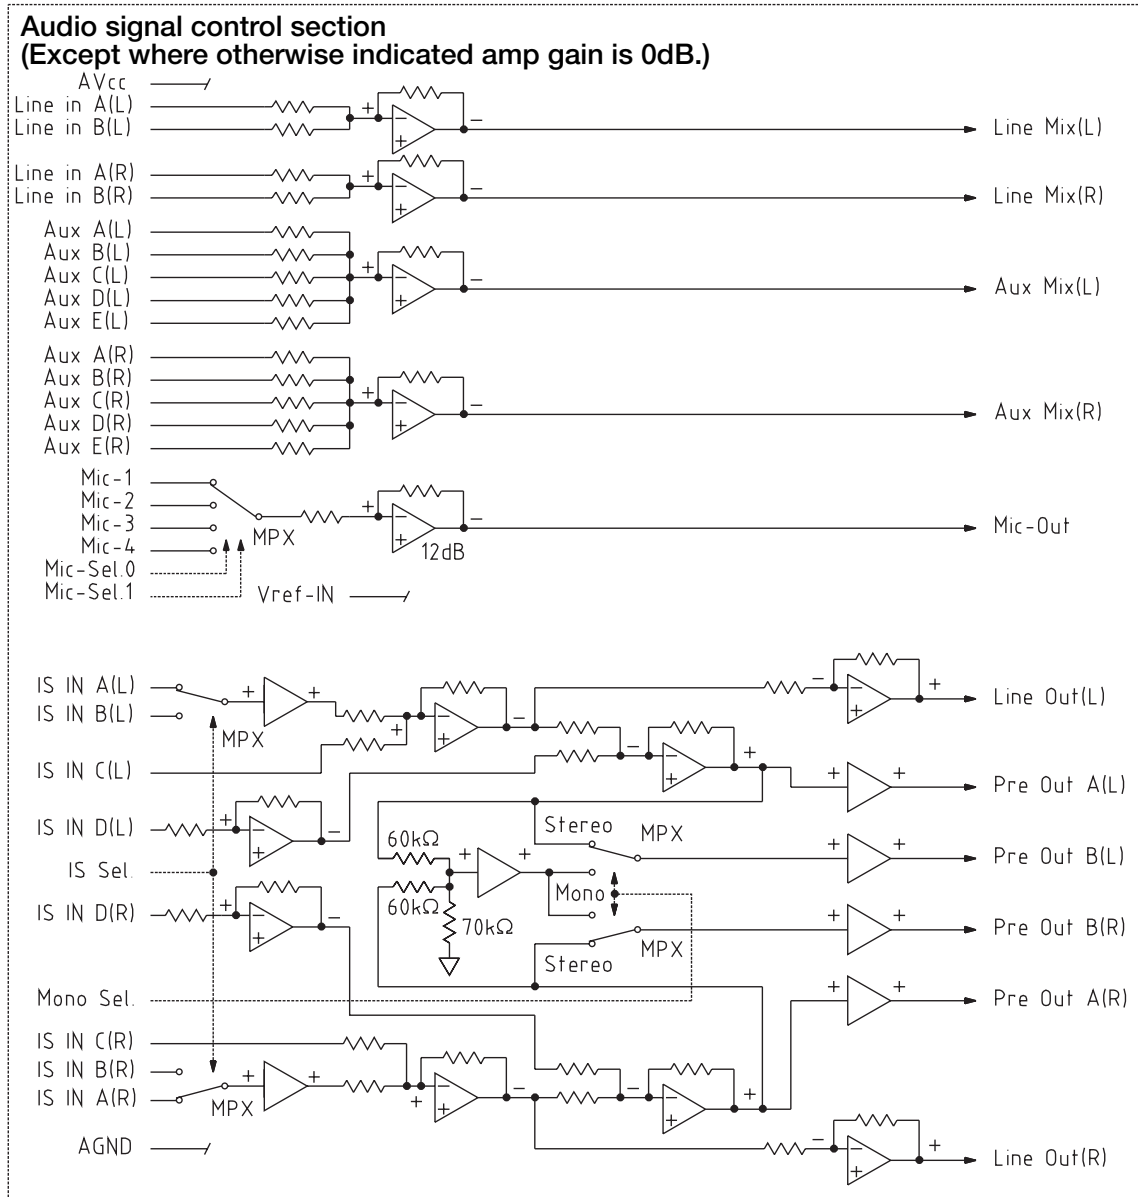 Audio signal control section
(Except where otherwise indicated amp gain is 0dB.)
AVcc
Line in A(L)
Line in B(L)
+
−
+
−
Line Mix(L)
Line in A(R)
Line in B(R)
+
−
+
−
Line Mix(R)
Aux A(L)
Aux B(L)
Aux C(L)
Aux D(L)
Aux E(L)
+
−
+
−
Aux Mix(L)
Aux A(R)
Aux B(R)
Aux C(R)
Aux D(R)
Aux E(R)
+
−
+
−
Aux Mix(R)
Mic-1
Mic-2
Mic-3
Mic-4
MPX
+
−
+
−
12dB
Mic-Out
Mic-Sel.0
Mic-Sel.1
Vref-IN
IS IN A(L)
IS IN B(L)
MPX
+
+
+
−
+
−
−
−
+
+
Line Out(L)
IS IN C(L)
−
−
+
+
+
+
Pre Out A(L)
IS IN D(L)
+
−
+
−
Stereo
MPX
60kΩ
+
+
+
+
Pre Out B(L)
IS Sel.
Mono
60kΩ
70kΩ
IS IN D(R)
+
−
+
−
MPX
+
+
Pre Out B(R)
Stereo
Mono Sel.
+
+
Pre Out A(R)
IS IN C(R)
IS IN B(R)
IS IN A(R)
MPX
+
+
+
−
+
−
−
−
+
+
AGND
−
−
+
+
Line Out(R)